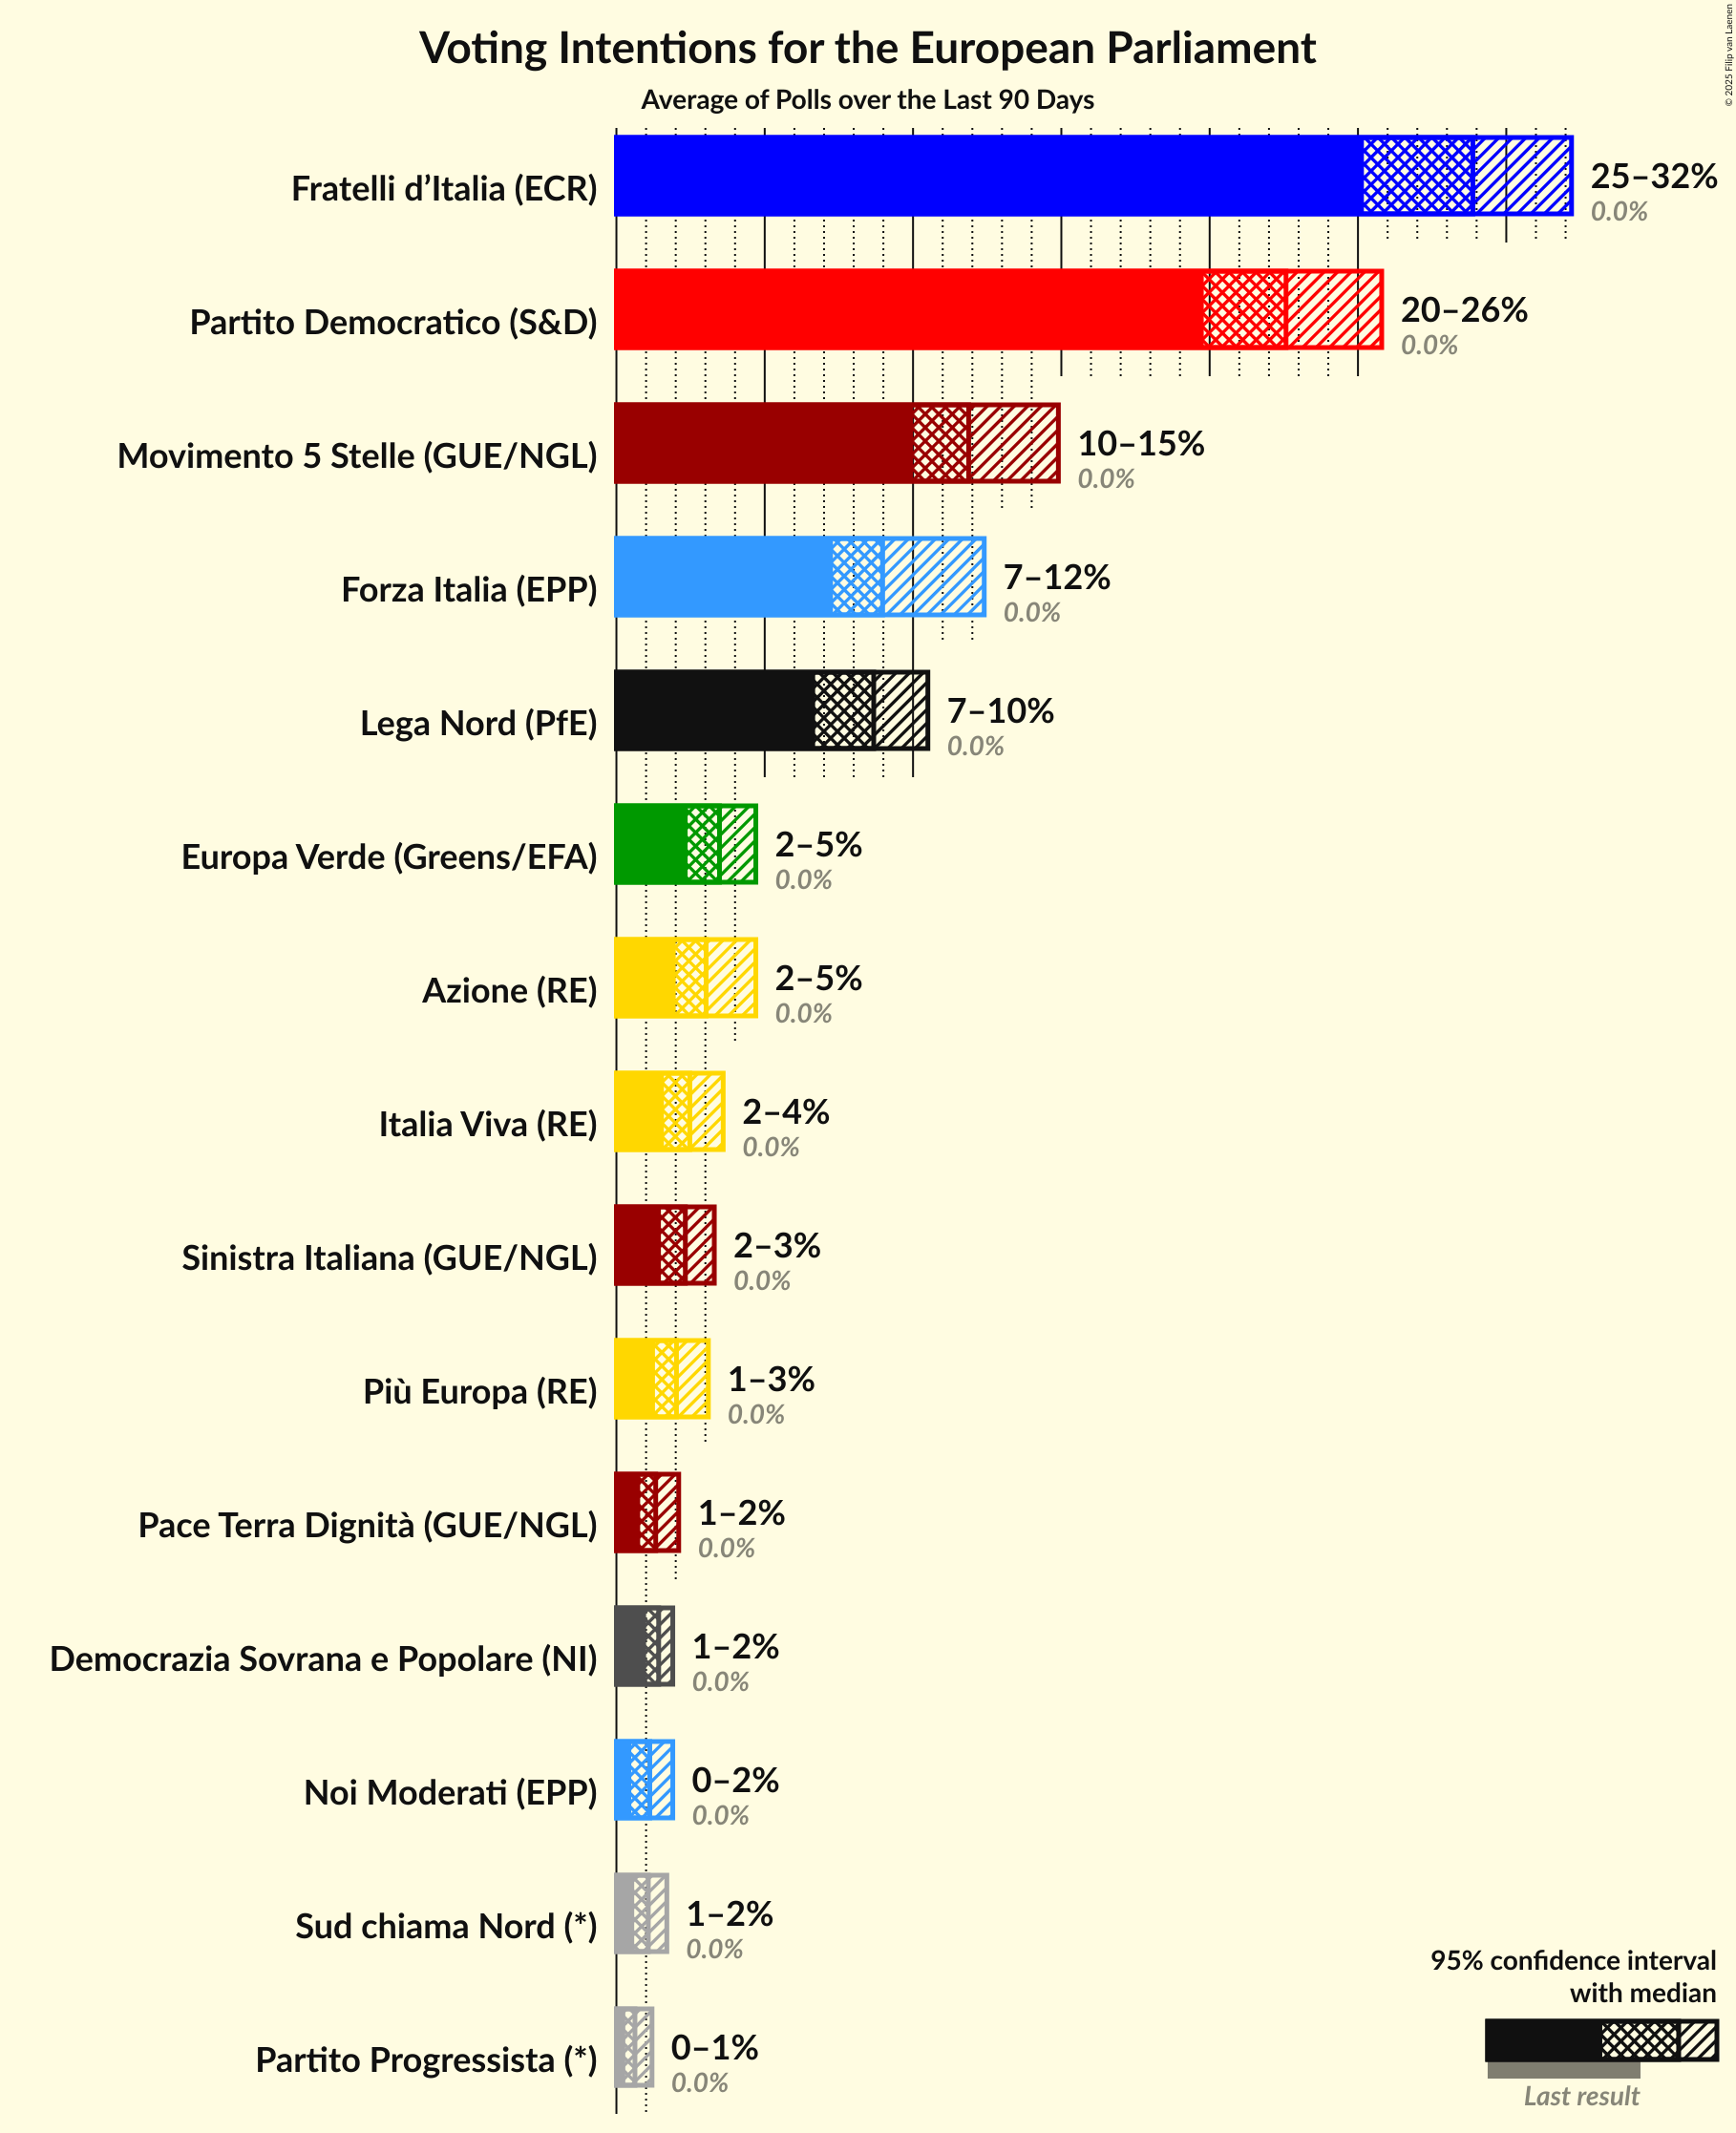 Voting Intentions for the European Parliament
Average of Polls over the Last 90 Days
© 2025 Filip van Laenen
Fratelli d’Italia (ECR)
25–32%
0.0%
Partito Democratico (S&D)
20–26%
0.0%
Movimento 5 Stelle (GUE/NGL)
10–15%
0.0%
Forza Italia (EPP)
7–12%
0.0%
Lega Nord (PfE)
7–10%
0.0%
Europa Verde (Greens/EFA)
2–5%
0.0%
Azione (RE)
2–5%
0.0%
Italia Viva (RE)
2–4%
0.0%
Sinistra Italiana (GUE/NGL)
2–3%
0.0%
Più Europa (RE)
1–3%
0.0%
Pace Terra Dignità (GUE/NGL)
1–2%
0.0%
Democrazia Sovrana e Popolare (NI)
1–2%
0.0%
Noi Moderati (EPP)
0–2%
0.0%
Sud chiama Nord (*)
1–2%
0.0%
Partito Progressista (*)
0–1%
0.0%
95% confidence interval
with median
Last result